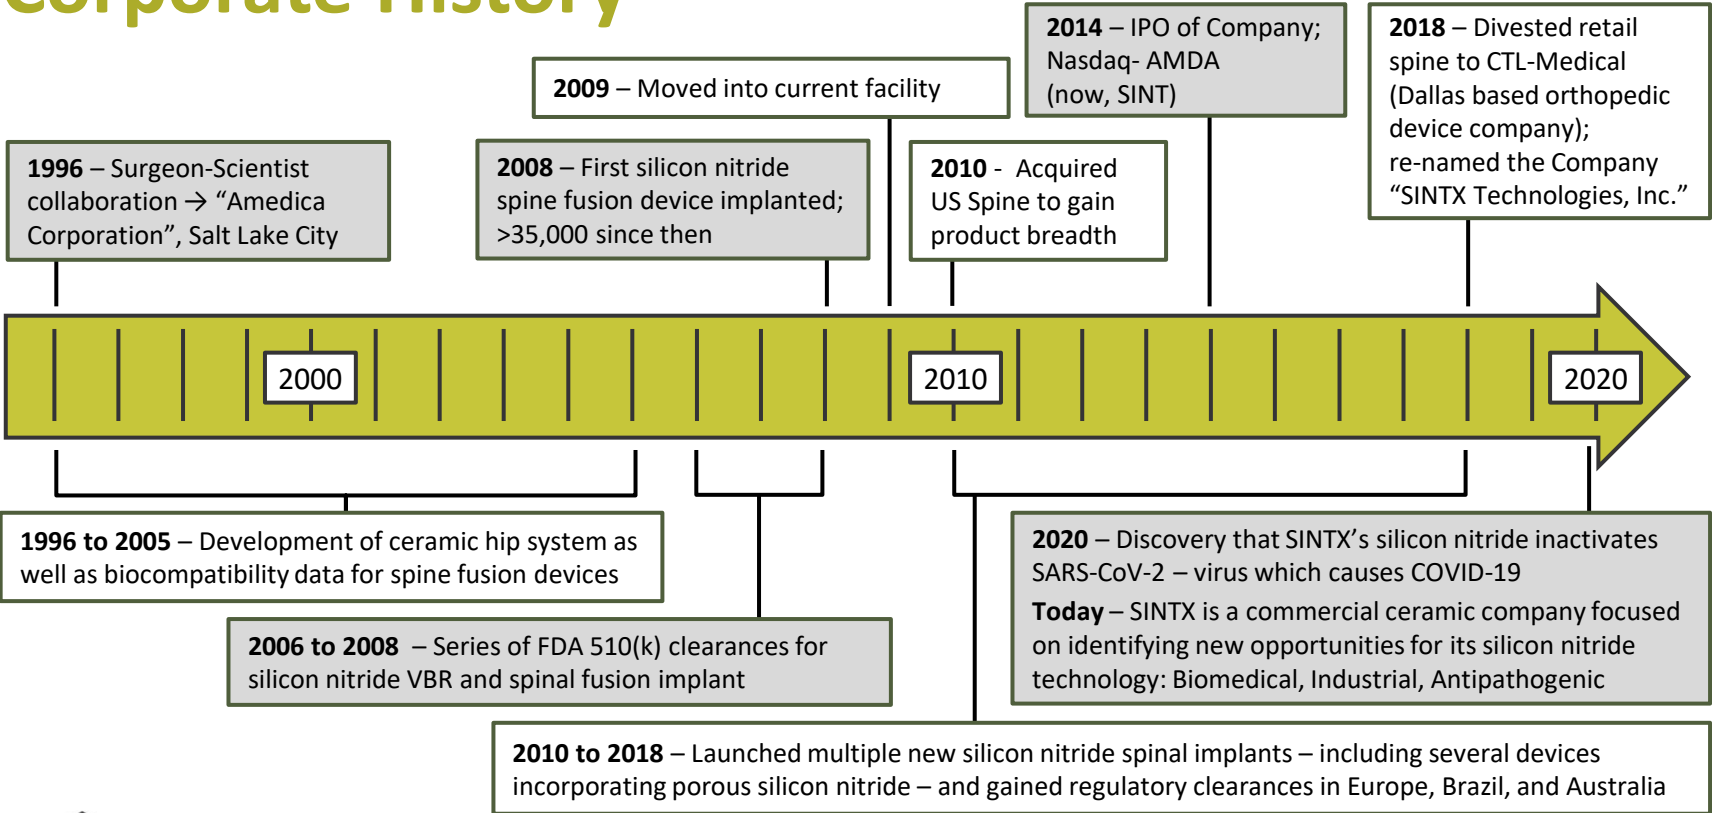 Corporate History
2014 – IPO of Company;
Nasdaq- AMDA
(now, SINT)
2018 – Divested retail
spine to CTL-Medical
(Dallas based orthopedic
device company);
re-named the Company
“SINTX Technologies, Inc.”
2009 – Moved into current facility
1996 – Surgeon-Scientist
collaboration → “Amedica
Corporation”, Salt Lake City
2008 – First silicon nitride
spine fusion device implanted;
>35,000 since then
2010 - Acquired
US Spine to gain
product breadth
2000
2010
2020
1996 to 2005 – Development of ceramic hip system as
well as biocompatibility data for spine fusion devices
2006 to 2008 – Series of FDA 510(k) clearances for
silicon nitride VBR and spinal fusion implant
2020 – Discovery that SINTX’s silicon nitride inactivates
SARS-CoV-2 – virus which causes COVID-19
Today – SINTX is a commercial ceramic company focused
on identifying new opportunities for its silicon nitride
technology: Biomedical, Industrial, Antipathogenic
2010 to 2018 – Launched multiple new silicon nitride spinal implants – including several devices
incorporating porous silicon nitride – and gained regulatory clearances in Europe, Brazil, and Australia